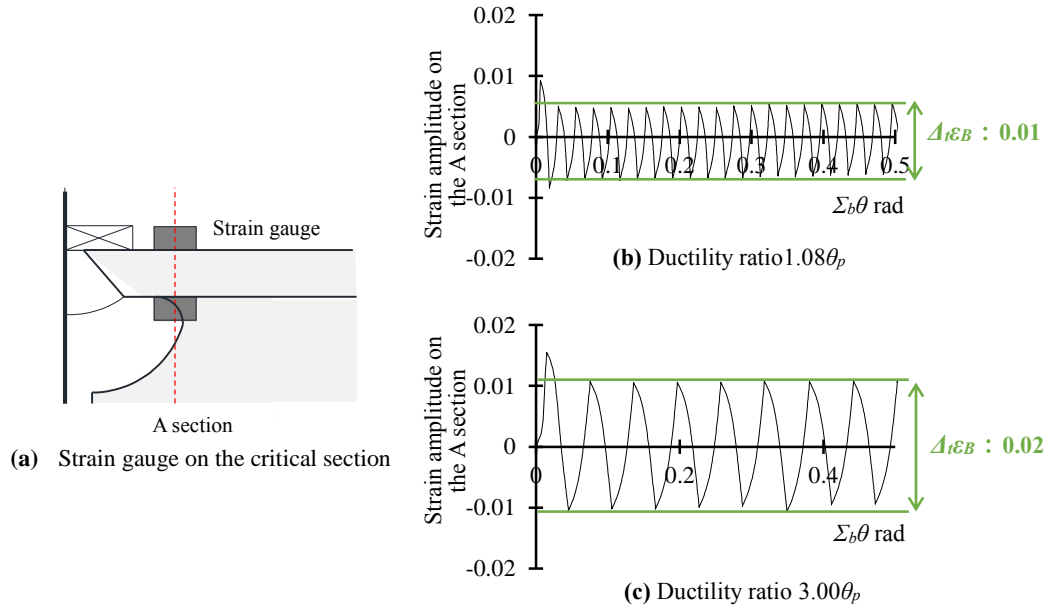 Strain gauge
A section
(a) Strain gauge on the critical section
Strain amplitude on
the A section
0.02
0.01
0
-0.01
-0.02
0
0.1
0.2
0.3
0.4
0.5
Σbθ rad
ΔtεB : 0.01
(b) Ductility ratio1.08θp
Strain amplitude on
the A section
0.02
0.01
0
-0.01
-0.02
0
0.2
0.4
Σbθ rad
ΔtεB : 0.02
(c) Ductility ratio 3.00θp